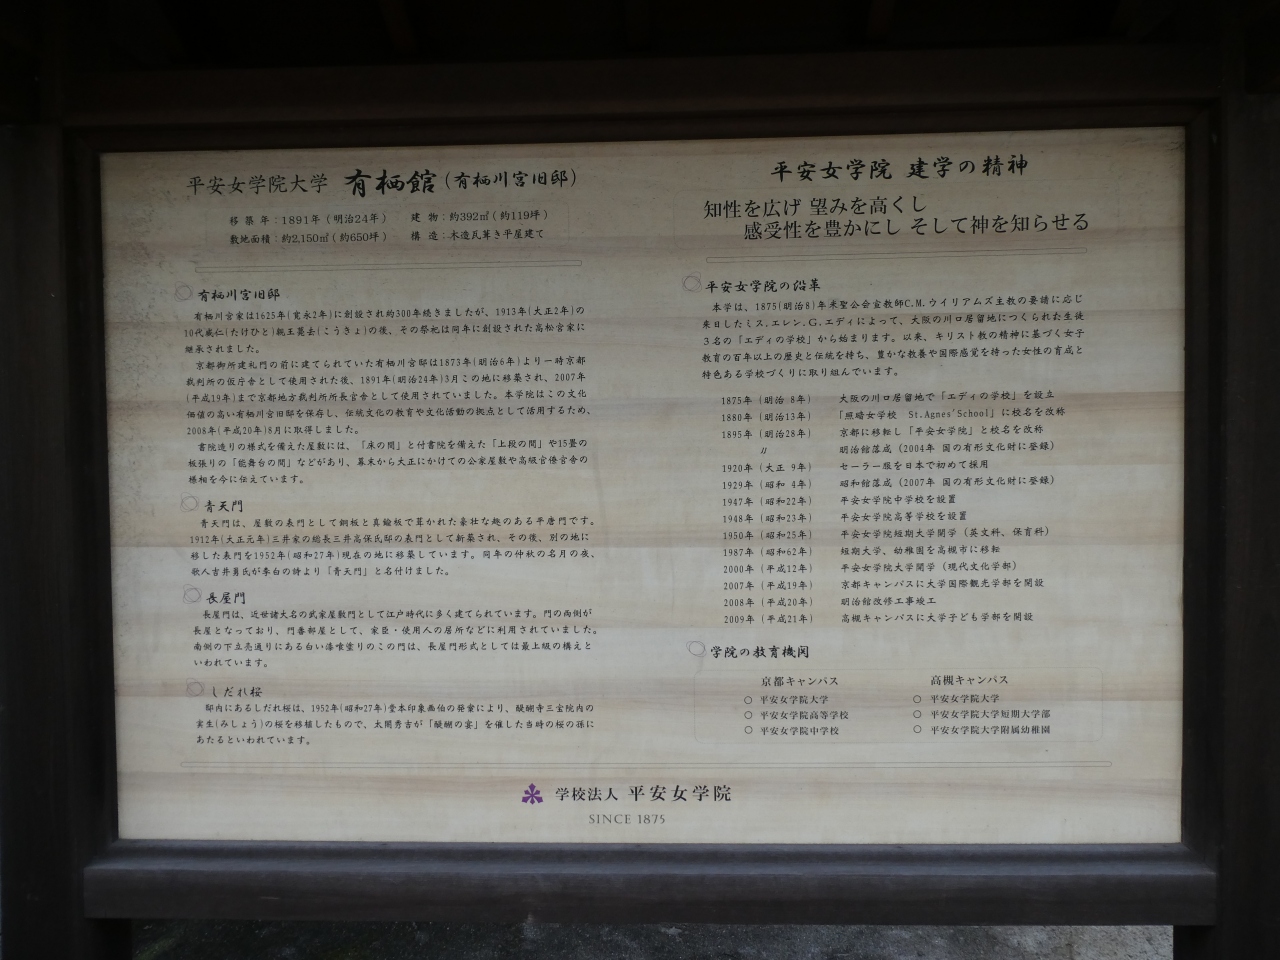 平安女学院大学 有栖館(有栖川宮旧邸)
移築年：1891年(明治24年) 建物：約392㎡(約119坪)
敷地面積：約2,150㎡(約650坪) 構造：木造瓦葺き平屋建て
有栖川宮旧邸
有栖川宮家は1625年(寛永2年)に創設され約300年続きましたが、1913年(大正2年)の
10代威仁(たけひと)親王薨去(こうきょ)の後、その祭祀は同年に創設された高松宮家に
継承されました。
京都御所建礼門の前に建てられていた有栖川宮邸は1873年(明治6年)より一時京都
裁判所の仮庁舎として使用された後、1891年(明治24年)3月この地に移築され、2007年
(平成19年)まで京都地方裁判所所長官舎として使用されていました。本学院はこの文化
価値の高い有栖川宮旧邸を保存し、伝統文化の教育や文化活動の拠点として活用するため、
2008年(平成20年)8月に取得しました。
書院造りの様式を備えた屋敷には、「床の間」と付書院を備えた「上段の間」や15畳の
板張りの「能舞台の間」などがあり、幕末から大正にかけての公家屋敷や高級官僚官舎の
様相を今に伝えています。
青天門
青天門は、屋敷の表門として銅板と真鍮板で葺かれた豪壮な趣のある平唐門です。
1912年(大正元年)三井家の総長三井高保氏邸の表門として新築され、その後、別の地に
移した表門を1952年(昭和27年)現在の地に移築しています。同年の仲秋の名月の夜、
歌人吉井勇氏が李白の詩より「青天門」と名付けました。
長屋門
長屋門は、近世諸大名の武家屋敷門として江戸時代に多く建てられています。門の両側が
長屋となっており、門番部屋として、家臣・使用人の居所などに利用されていました。
南側の下立売通りにある白い漆喰塗りのこの門は、長屋門形式としては最上級の構えと
いわれています。
しだれ桜
邸内にあるしだれ桜は、1952年(昭和27年)堂本印象画伯の発案により、醍醐寺三宝院内の
実生(みしょう)の桜を移植したもので、太閤秀吉が「醍醐の宴」を催した当時の桜の孫に
あたるといわれています。
平安女学院 建学の精神
知性を広げ 望みを高くし
感受性を豊かにし そして神を知らせる
平安女学院の沿革
本学は、1875(明治8)年米聖公会宣教師C.M.ウイリアムズ主教の要請に応じ
来日したミス.エレン.G.エディによって、大阪の川口居留地につくられた生徒
3名の「エディの学校」から始まります。以来、キリスト教の精神に基づく女子
教育の百年以上の歴史と伝統を持ち、豊かな教養や国際感覚を持った女性の育成と
特色ある学校づくりに取り組んでいます。
1875年(明治 8年) 大阪の川口居留地で「エディの学校」を設立
1880年(明治13年) 「照暗女学校 St.Agnes'School」に校名を改称
1895年(明治28年) 京都に移転し「平安女学院」と校名を改称
〃 明治館落成(2004年 国の有形文化財に登録)
1920年(大正 9年) セーラー服を日本で初めて採用
1929年(昭和 4年) 昭和館落成(2007年 国の有形文化財に登録)
1947年(昭和22年) 平安女学院中学校を設置
1948年(昭和23年) 平安女学院高等学校を設置
1950年(昭和25年) 平安女学院短期大学開学(英文科、保育科)
1987年(昭和62年) 短期大学、幼稚園を高槻市に移転
2000年(平成12年) 平安女学院大学開学(現代文化学部)
2007年(平成19年) 京都キャンパスに大学国際観光学部を開設
2008年(平成20年) 明治館改修工事竣工
2009年(平成21年) 高槻キャンパスに大学子ども学部を開設
学院の教育機関
京都キャンパス
○ 平安女学院大学
○ 平安女学院高等学校
○ 平安女学院中学校
高槻キャンパス
○ 平安女学院大学
○ 平安女学院大学短期大学部
○ 平安女学院大学附属幼稚園
学校法人 平安女学院
SINCE 1875